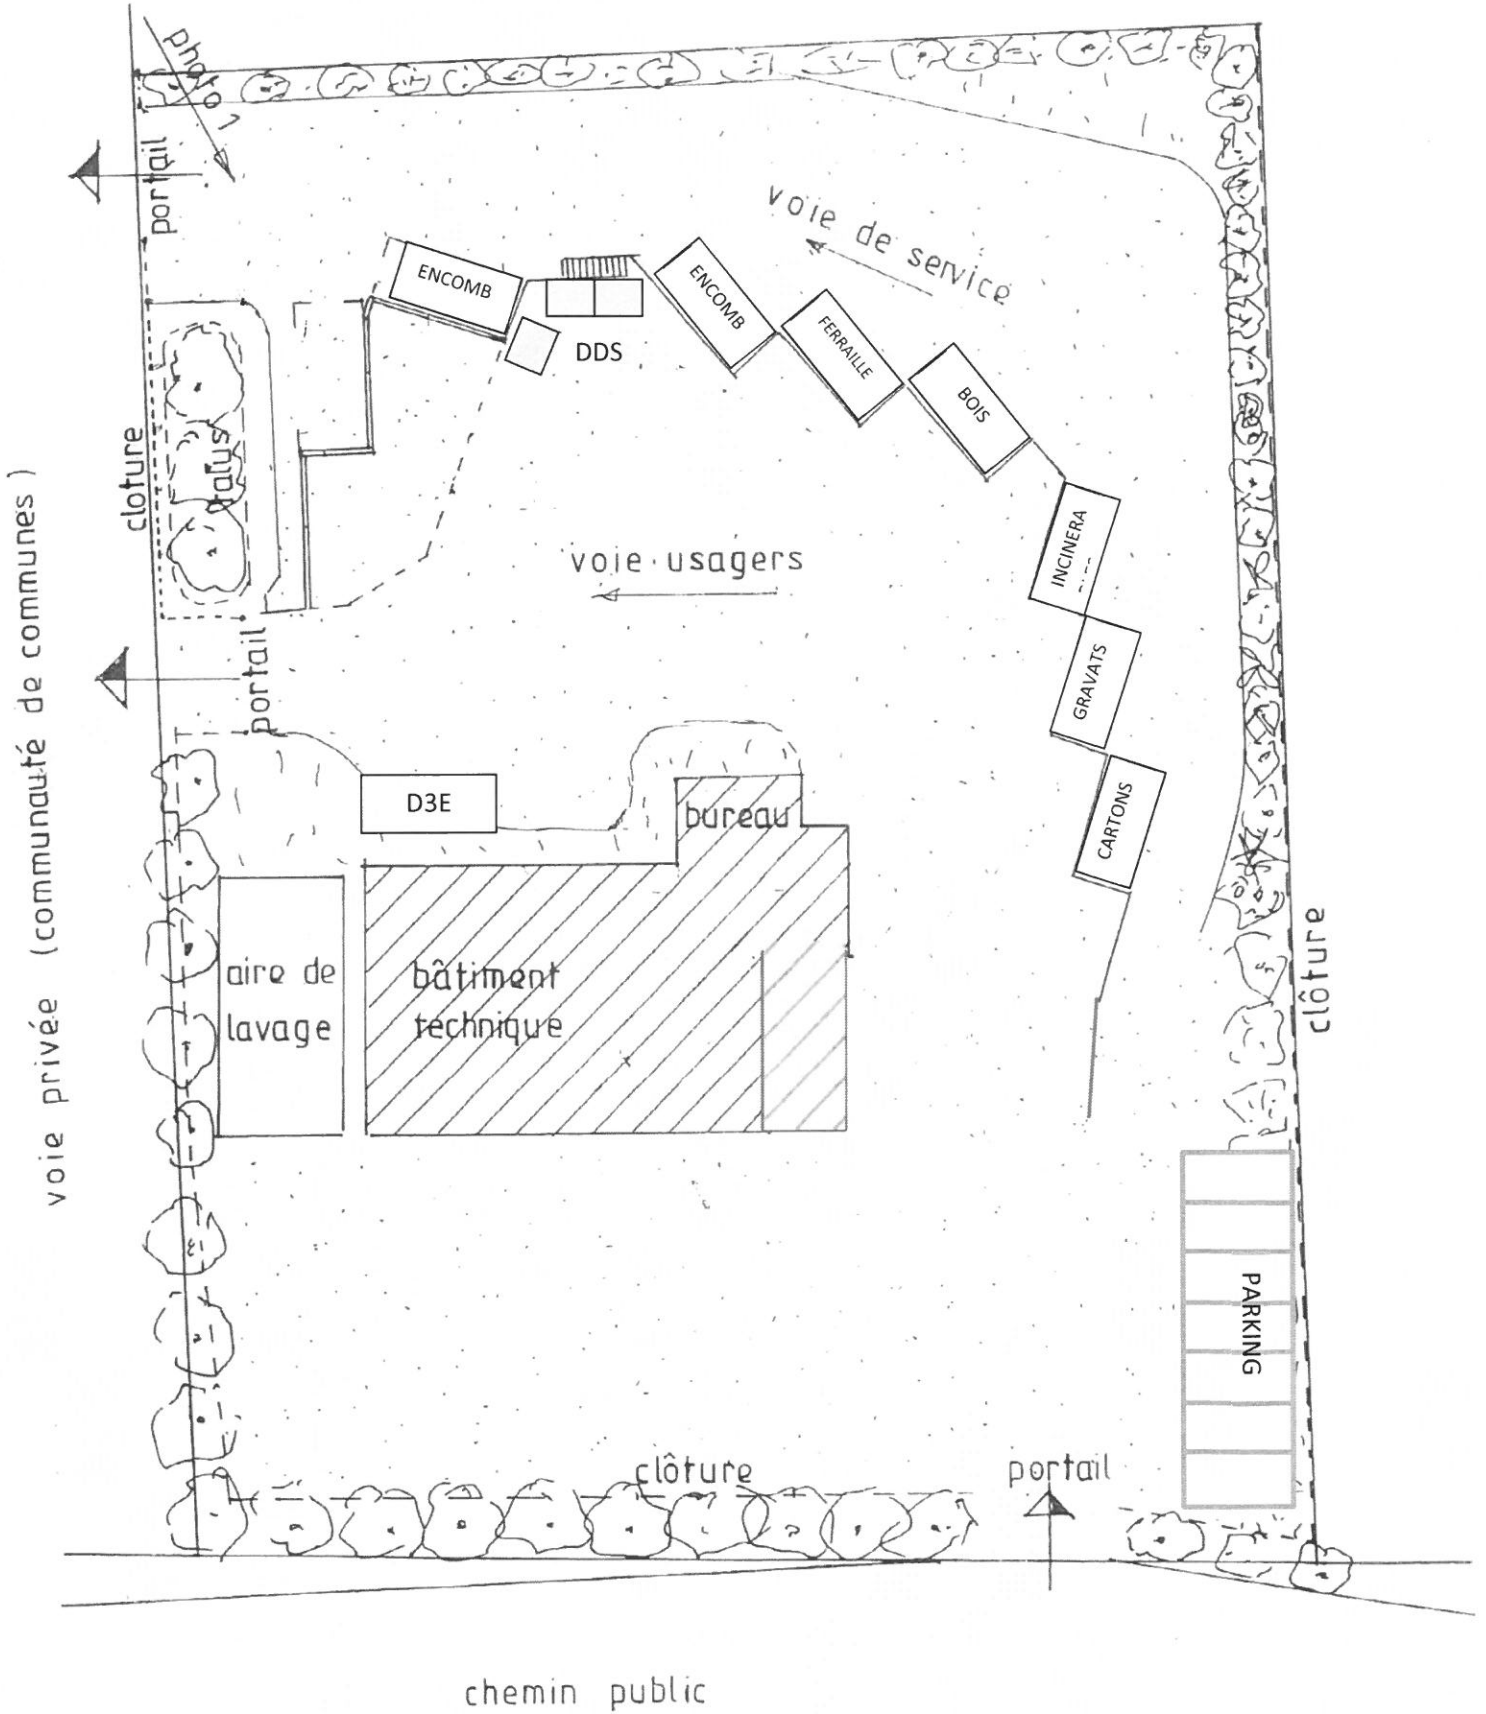 photo 1
portail
voie de service
ENCOMB
ENCOMB
FERRAILLE
DDS
BOIS
cloture
talus
INCINERA
voie usagers
portail
GRAVATS
voie privée (communauté de communes)
D3E
bureau
CARTONS
aire de
lavage
bâtiment
technique
clôture
PARKING
clôture
portail
chemin public